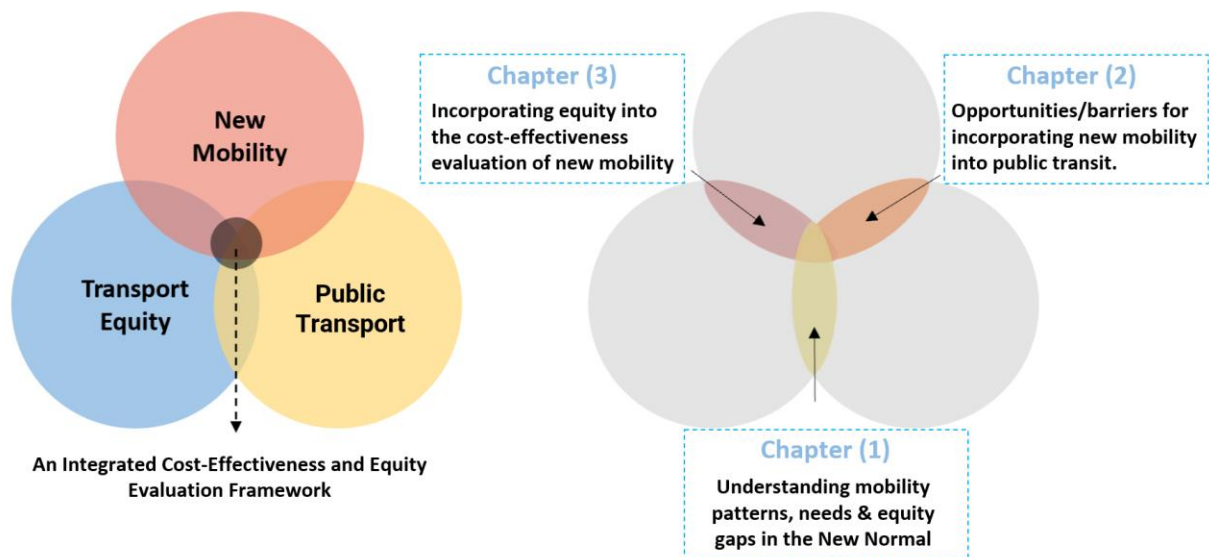 New
Mobility
Transport
Equity
Public
Transport
An Integrated Cost-Effectiveness and Equity
Evaluation Framework
Chapter (3)
Incorporating equity into
the cost-effectiveness
evaluation of new mobility
Chapter (2)
Opportunities/barriers for
incorporating new mobility
into public transit.
Chapter (1)
Understanding mobility
patterns, needs & equity
gaps in the New Normal